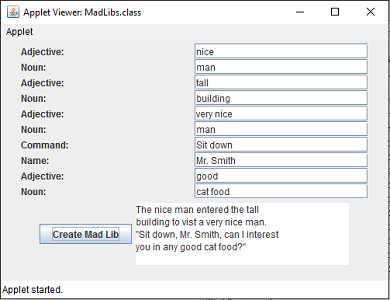 Applet Viewer: MadLibs.class
Applet
Adjective: nice
Noun: man
Adjective: tall
Noun: building
Adjective: very nice
Noun: man
Command: Sit down
Name: Mr. Smith
Adjective: good
Noun: cat food
Create Mad Lib
The nice man entered the tall
building to vist a very nice man.
"Sit down, Mr. Smith, can I interest
you in any good cat food?"
Applet started.